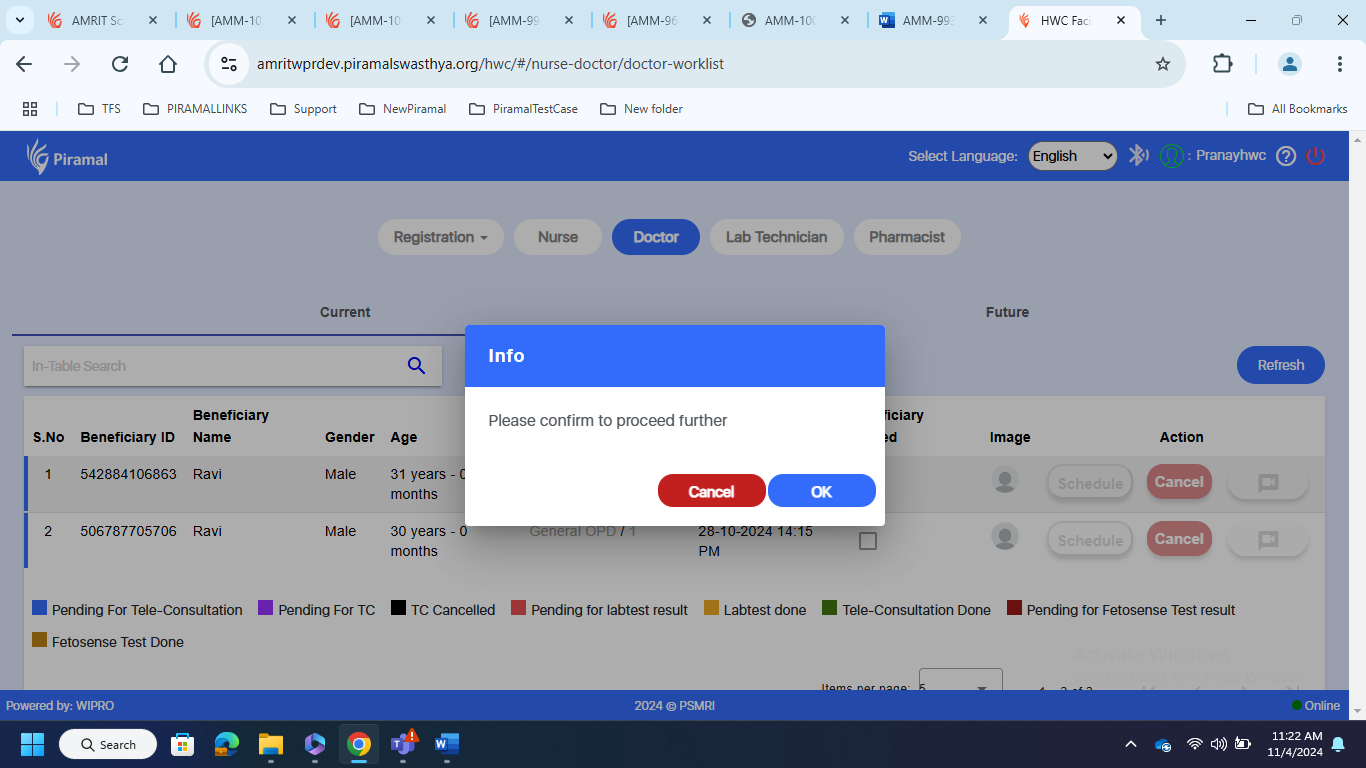 AMRIT Sc
[AMM-10
[AMM-10
[AMM-99
[AMM-96
AMM-100
AMM-993
HWC Faci
amritwprdev.piramalswasthya.org/hwc/#/nurse-doctor/doctor-worklist
TFS
PIRAMALLINKS
Support
NewPiramal
PiramalTestCase
New folder
All Bookmarks
Piramal
Select Language:
English
: Pranayhwc
Registration
Nurse
Doctor
Lab Technician
Pharmacist
Current
Future
In-Table Search
Refresh
Info
Please confirm to proceed further
Cancel
OK
S.No
Beneficiary ID
Beneficiary
Name
Gender
Age
Image
Action
1
542884106863
Ravi
Male
31 years - 0
months
Schedule
Cancel
2
506787705706
Ravi
Male
30 years - 0
months
General OPD / 1
28-10-2024 14:15
PM
Schedule
Cancel
Pending For Tele-Consultation
Pending For TC
TC Cancelled
Pending for labtest result
Labtest done
Tele-Consultation Done
Pending for Fetosense Test result
Fetosense Test Done
Activate Windows
Items per page:
5
Powered by: WIPRO
2024 © PSMRI
Online
Search
11:22 AM
11/4/2024